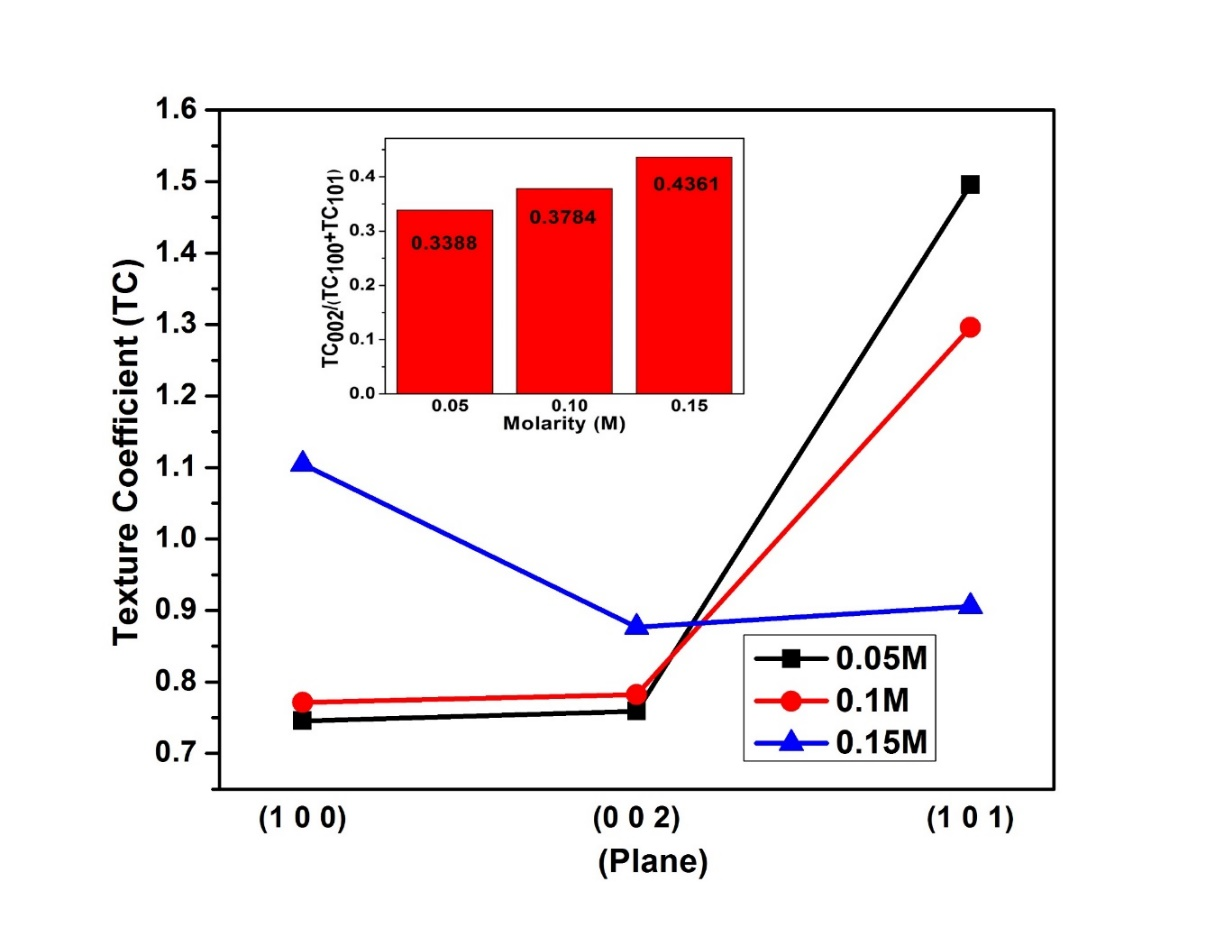 1.6
1.5
1.4
1.3
1.2
1.1
1.0
0.9
0.8
0.7
Texture Coefficient (TC)
(1 0 0)
(0 0 2)
(1 0 1)
(Plane)
0.4
0.3
0.2
0.1
0.0
TC002/(TC100+TC101)
0.3388
0.3784
0.4361
0.05
0.10
0.15
Molarity (M)
0.05M
0.1M
0.15M